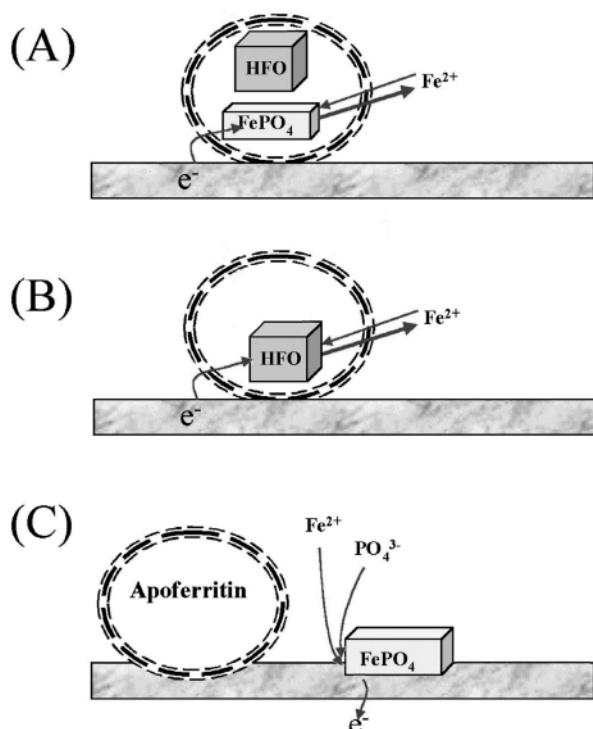 (A)
HFO
Fe²⁺
FePO₄
e⁻
(B)
HFO
Fe²⁺
e⁻
(C)
Fe²⁺
PO₄³⁻
Apoferritin
FePO₄
e⁻